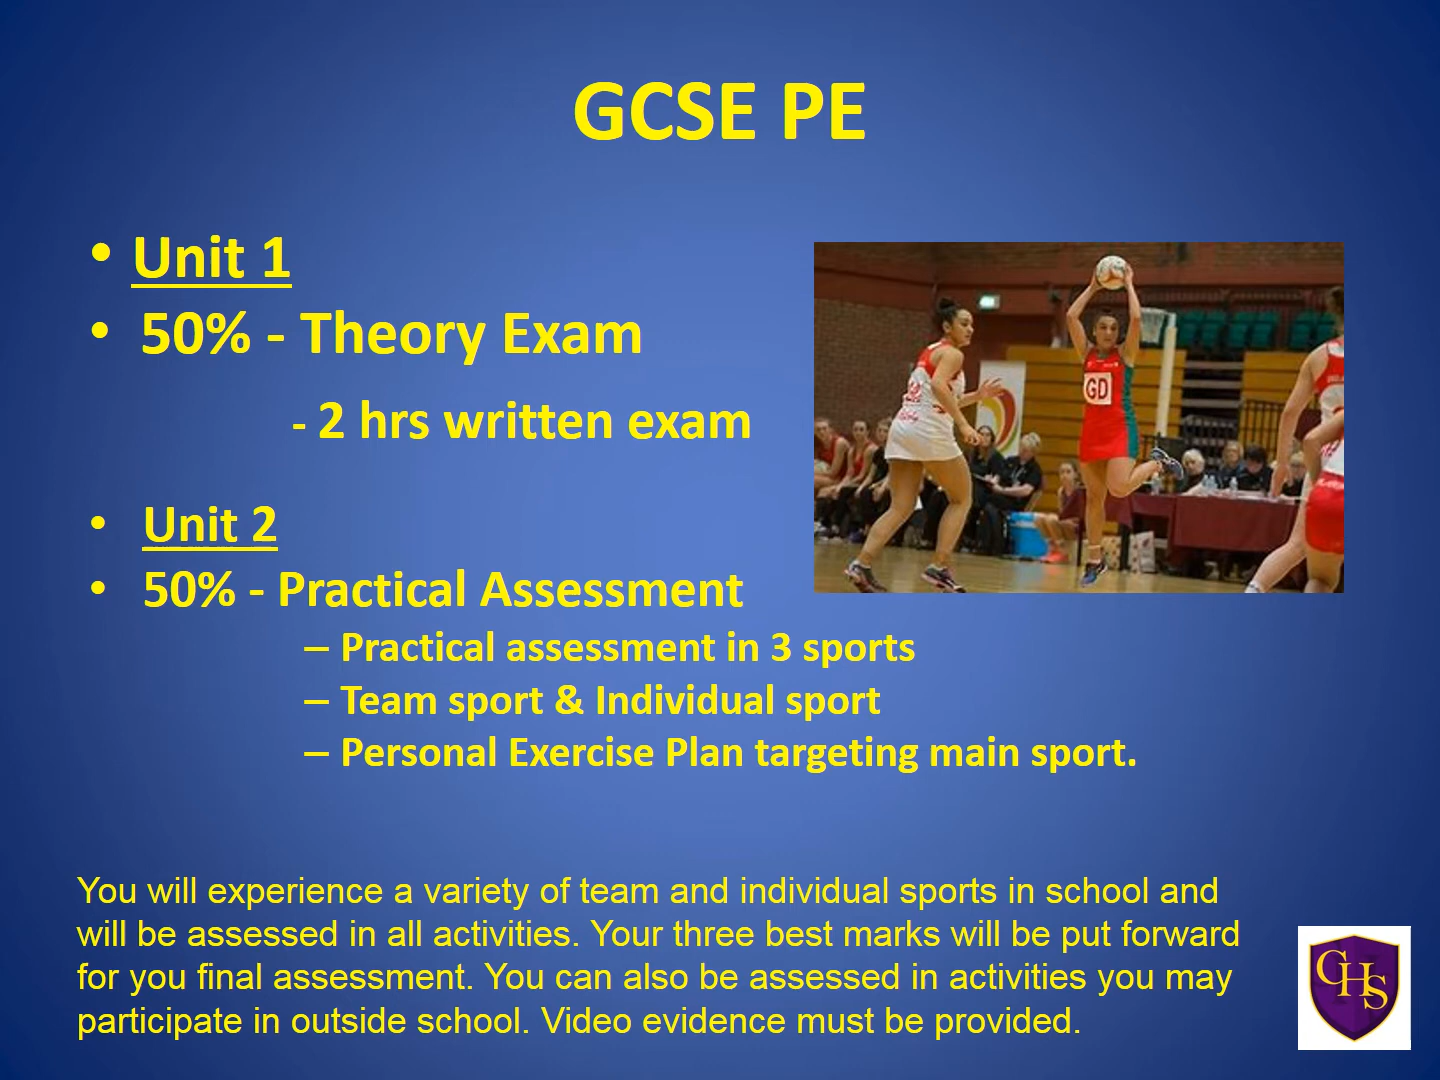 GCSE PE
• Unit 1
• 50% - Theory Exam
- 2 hrs written exam
GD
• Unit 2
• 50% - Practical Assessment
– Practical assessment in 3 sports
– Team sport & Individual sport
– Personal Exercise Plan targeting main sport.
You will experience a variety of team and individual sports in school and
will be assessed in all activities. Your three best marks will be put forward
for you final assessment. You can also be assessed in activities you may
participate in outside school. Video evidence must be provided.
CHS